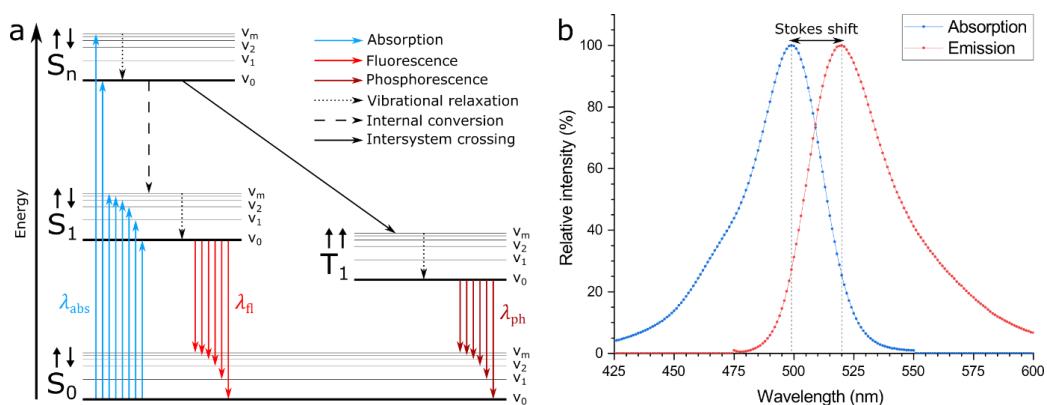 a
Energy
↑↓
Sn
vm
v2
v1
v0
Absorption
Fluorescence
Phosphorescence
Vibrational relaxation
Internal conversion
Intersystem crossing
↑↓
S1
vm
v2
v1
v0
↑↑
T1
vm
v2
v1
v0
λabs
λfl
λph
↑↓
S0
vm
v2
v1
v0
b
Stokes shift
Absorption
Emission
Relative intensity (%)
100
80
60
40
20
0
425 450 475 500 525 550 575 600
Wavelength (nm)